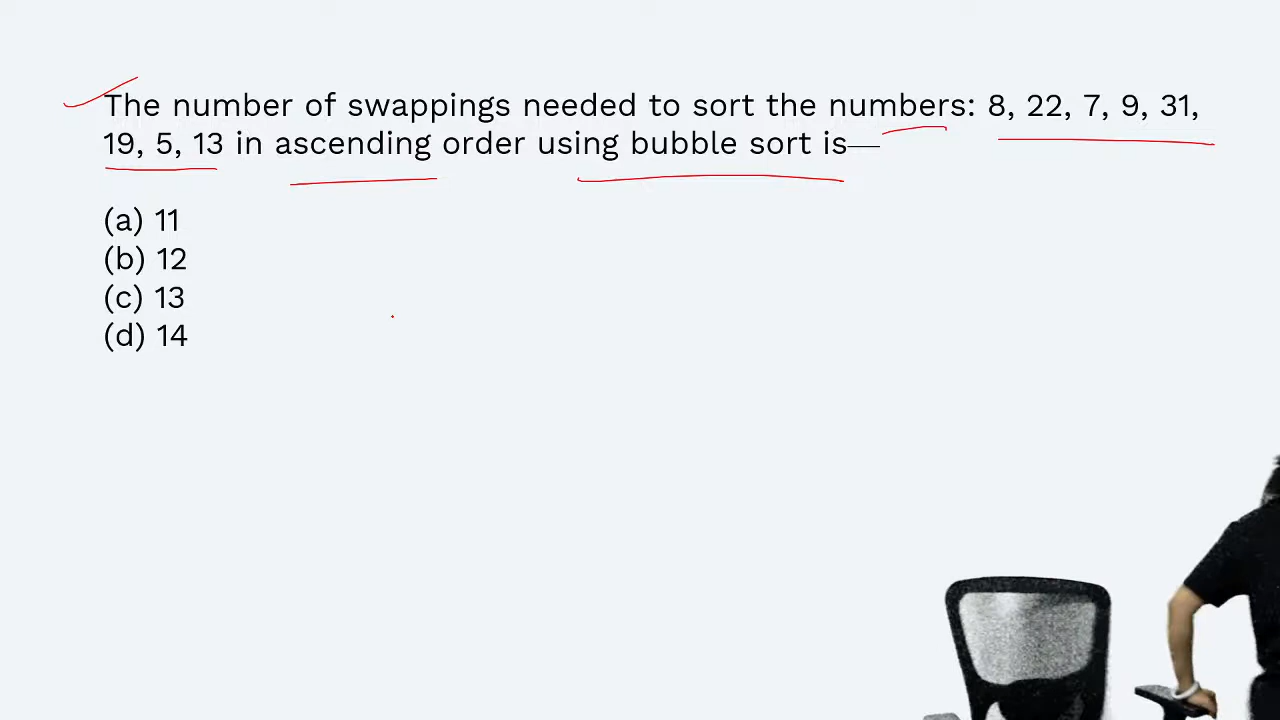 The number of swappings needed to sort the numbers: 8, 22, 7, 9, 31,
19, 5, 13 in ascending order using bubble sort is—
(a) 11
(b) 12
(c) 13
(d) 14